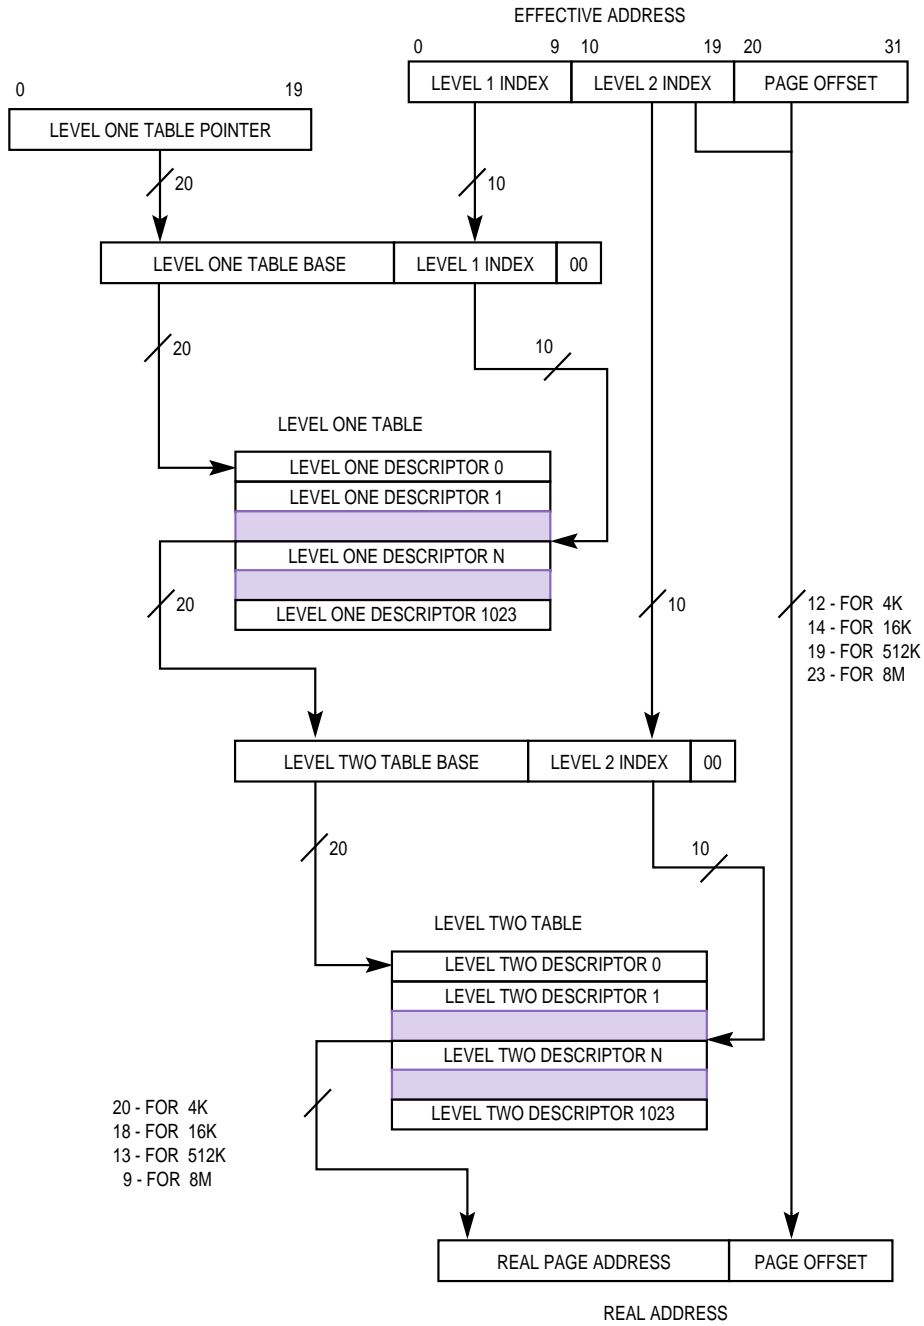 EFFECTIVE ADDRESS
0 9 10 19 20 31
LEVEL 1 INDEX LEVEL 2 INDEX PAGE OFFSET
0 19
LEVEL ONE TABLE POINTER
20 10
LEVEL ONE TABLE BASE LEVEL 1 INDEX 00
20 10
LEVEL ONE TABLE
LEVEL ONE DESCRIPTOR 0
LEVEL ONE DESCRIPTOR 1
LEVEL ONE DESCRIPTOR N
LEVEL ONE DESCRIPTOR 1023
20 10
12 - FOR 4K
14 - FOR 16K
19 - FOR 512K
23 - FOR 8M
LEVEL TWO TABLE BASE LEVEL 2 INDEX 00
20 10
LEVEL TWO TABLE
LEVEL TWO DESCRIPTOR 0
LEVEL TWO DESCRIPTOR 1
LEVEL TWO DESCRIPTOR N
LEVEL TWO DESCRIPTOR 1023
20 - FOR 4K
18 - FOR 16K
13 - FOR 512K
9 - FOR 8M
REAL PAGE ADDRESS PAGE OFFSET
REAL ADDRESS